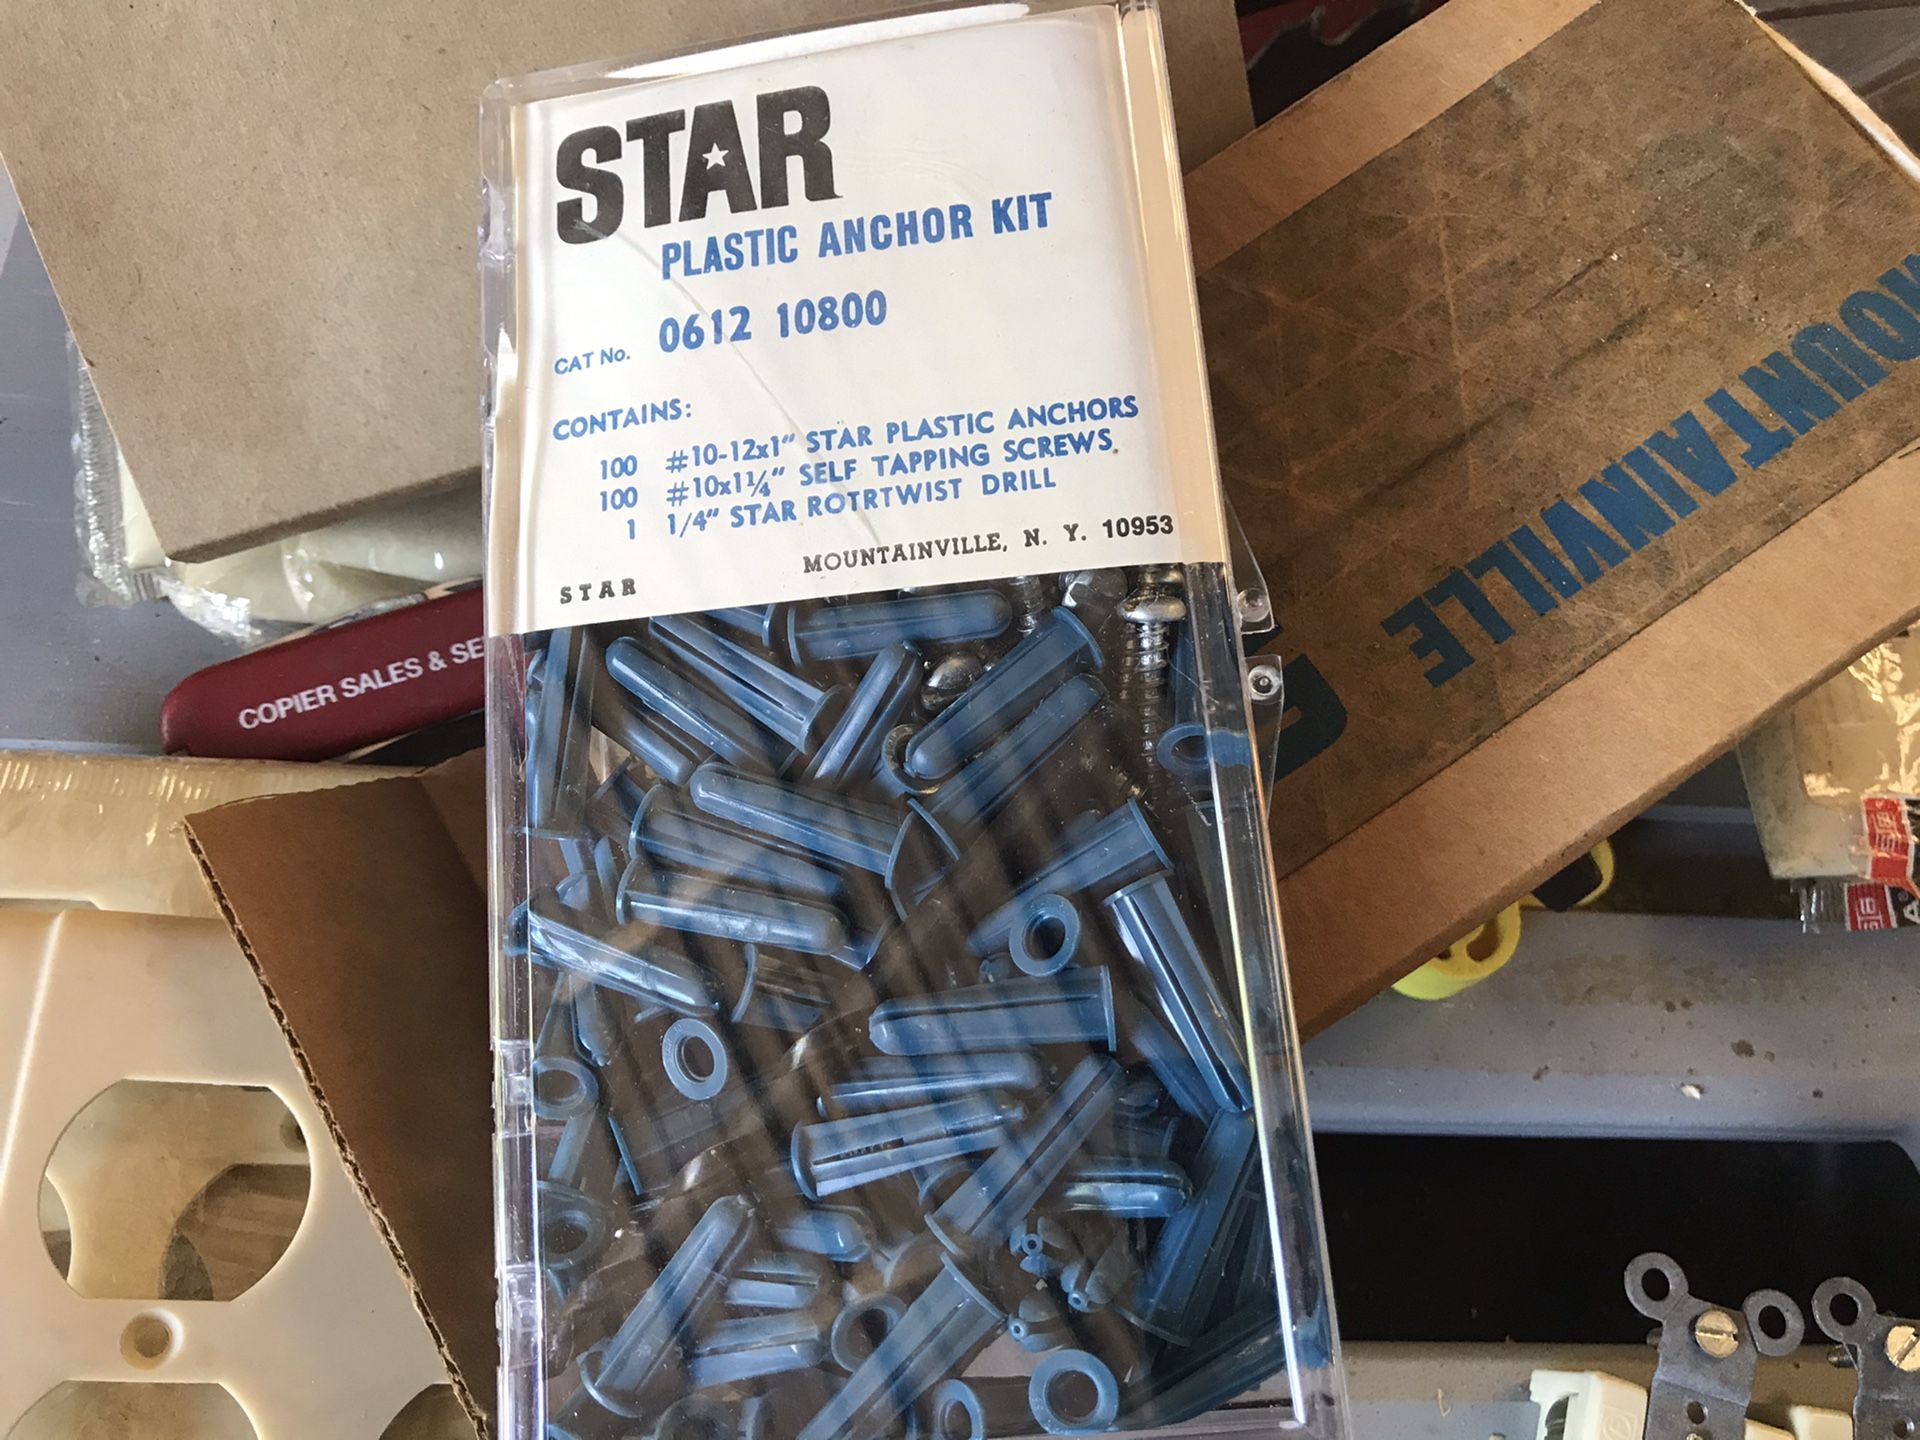 STAR
PLASTIC ANCHOR KIT
CAT No. 0612 10800
CONTAINS:
100 #10-12x1" STAR PLASTIC ANCHORS
100 #10x1¼" SELF TAPPING SCREWS
1 1/4" STAR ROTRTWIST DRILL
STAR MOUNTAINVILLE, N. Y. 10953
COPIER SALES & SE
MOUNTAINVILLE